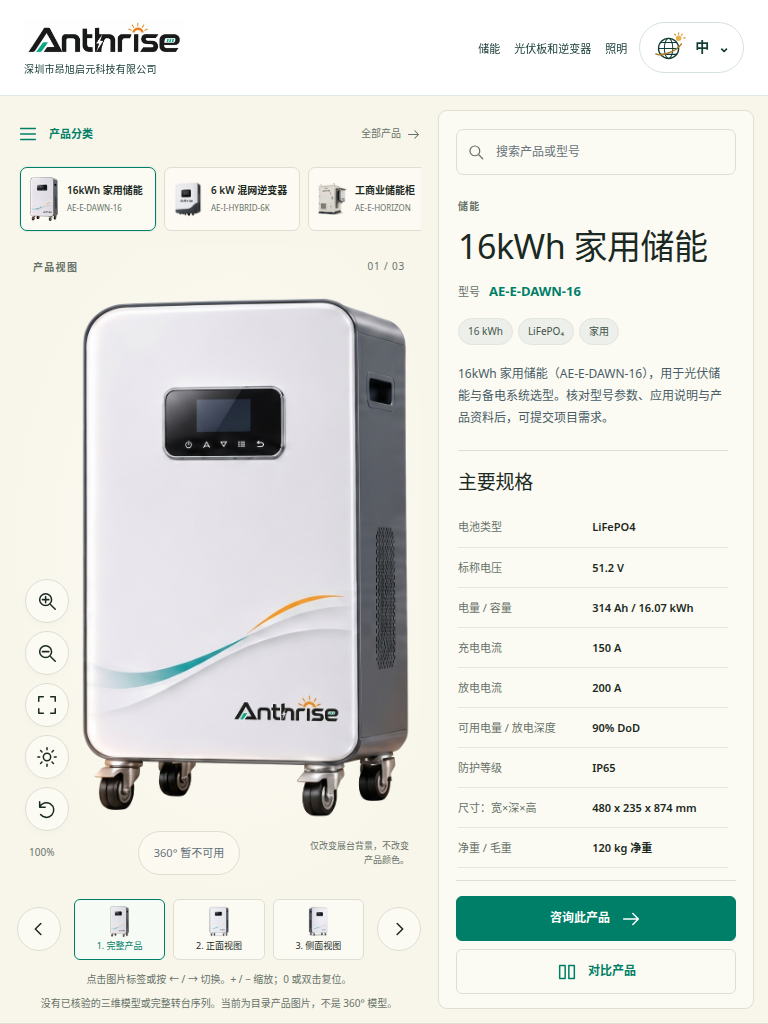 Anthrise
深圳市昂旭启元科技有限公司
储能
光伏板和逆变器
照明
中
产品分类
全部产品 →
16kWh 家用储能
AE-E-DAWN-16
6 kW 混网逆变器
AE-I-HYBRID-6K
工商业储能柜
AE-E-HORIZON
产品视图
01 / 03
Anthrise
100%
360° 暂不可用
仅改变展台背景，不改变
产品颜色。
1. 完整产品
2. 正面视图
3. 侧面视图
点击图片标签或按 ← / → 切换。+ / − 缩放；0 或双击复位。
没有已核验的三维模型或完整转台序列。当前为目录产品图片，不是 360° 模型。
搜索产品或型号
储能
16kWh 家用储能
型号 AE-E-DAWN-16
16 kWh
LiFePO₄
家用
16kWh 家用储能（AE-E-DAWN-16），用于光伏储
能与备电系统选型。核对型号参数、应用说明与产
品资料后，可提交项目需求。
主要规格
电池类型 LiFePO4
标称电压 51.2 V
电量 / 容量 314 Ah / 16.07 kWh
充电电流 150 A
放电电流 200 A
可用电量 / 放电深度 90% DoD
防护等级 IP65
尺寸：宽×深×高 480 x 235 x 874 mm
净重 / 毛重 120 kg 净重
咨询此产品 →
对比产品